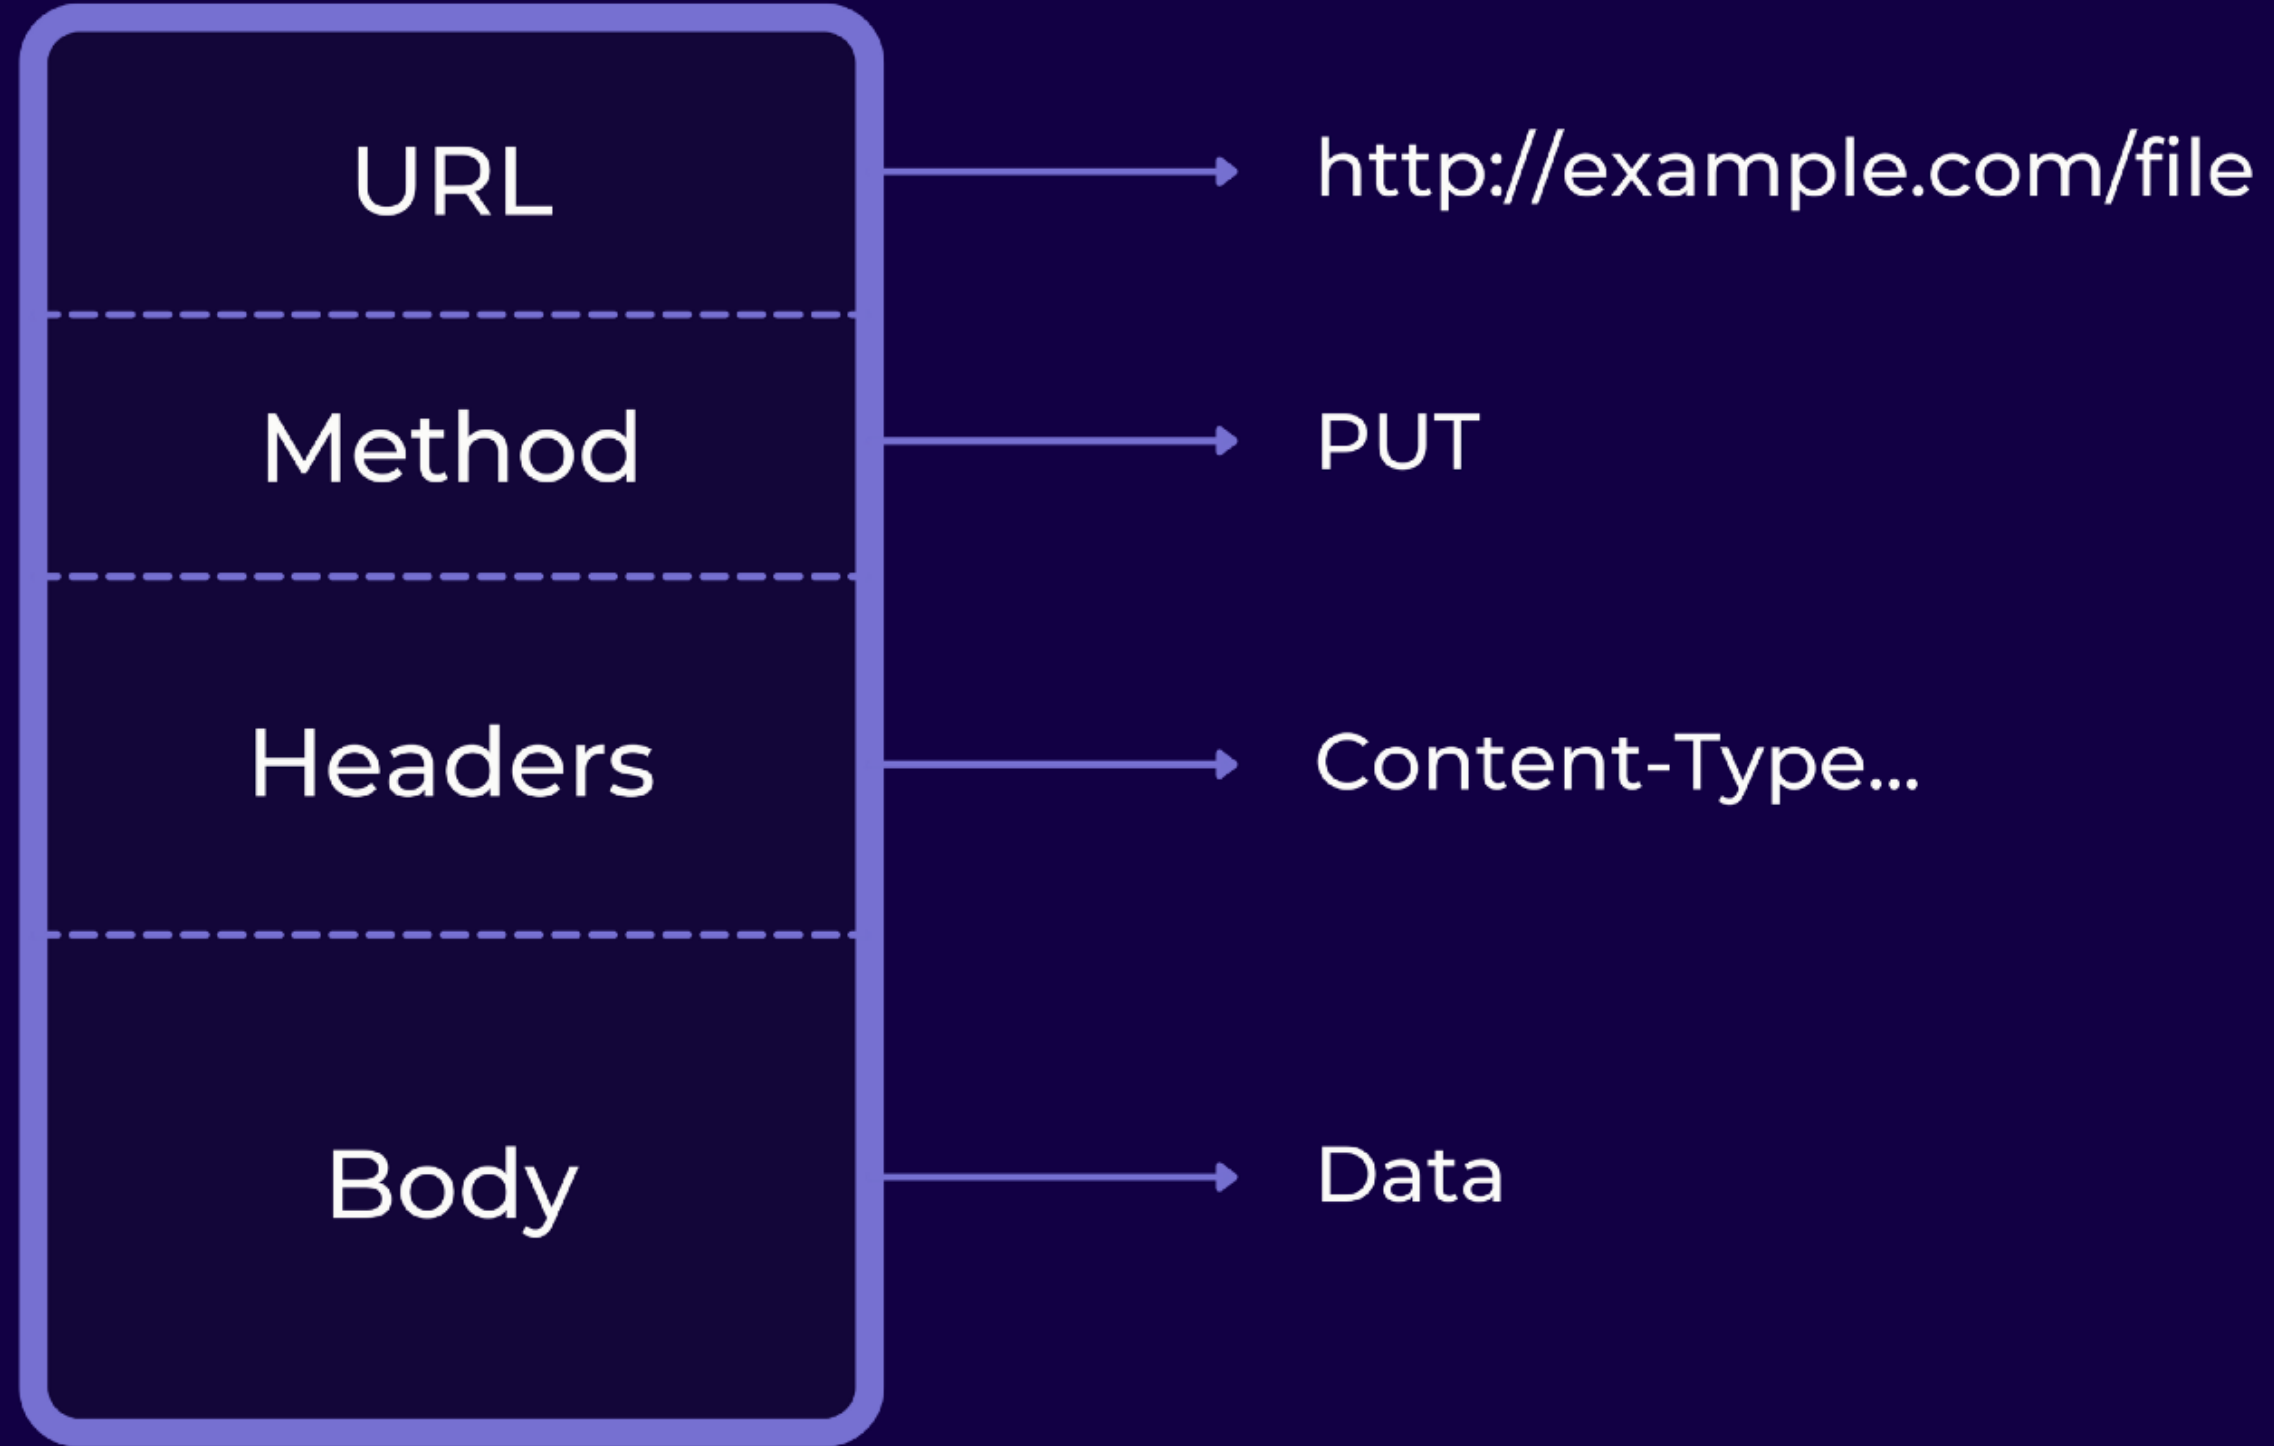 URL
http://example.com/file
Method
PUT
Headers
Content-Type...
Body
Data